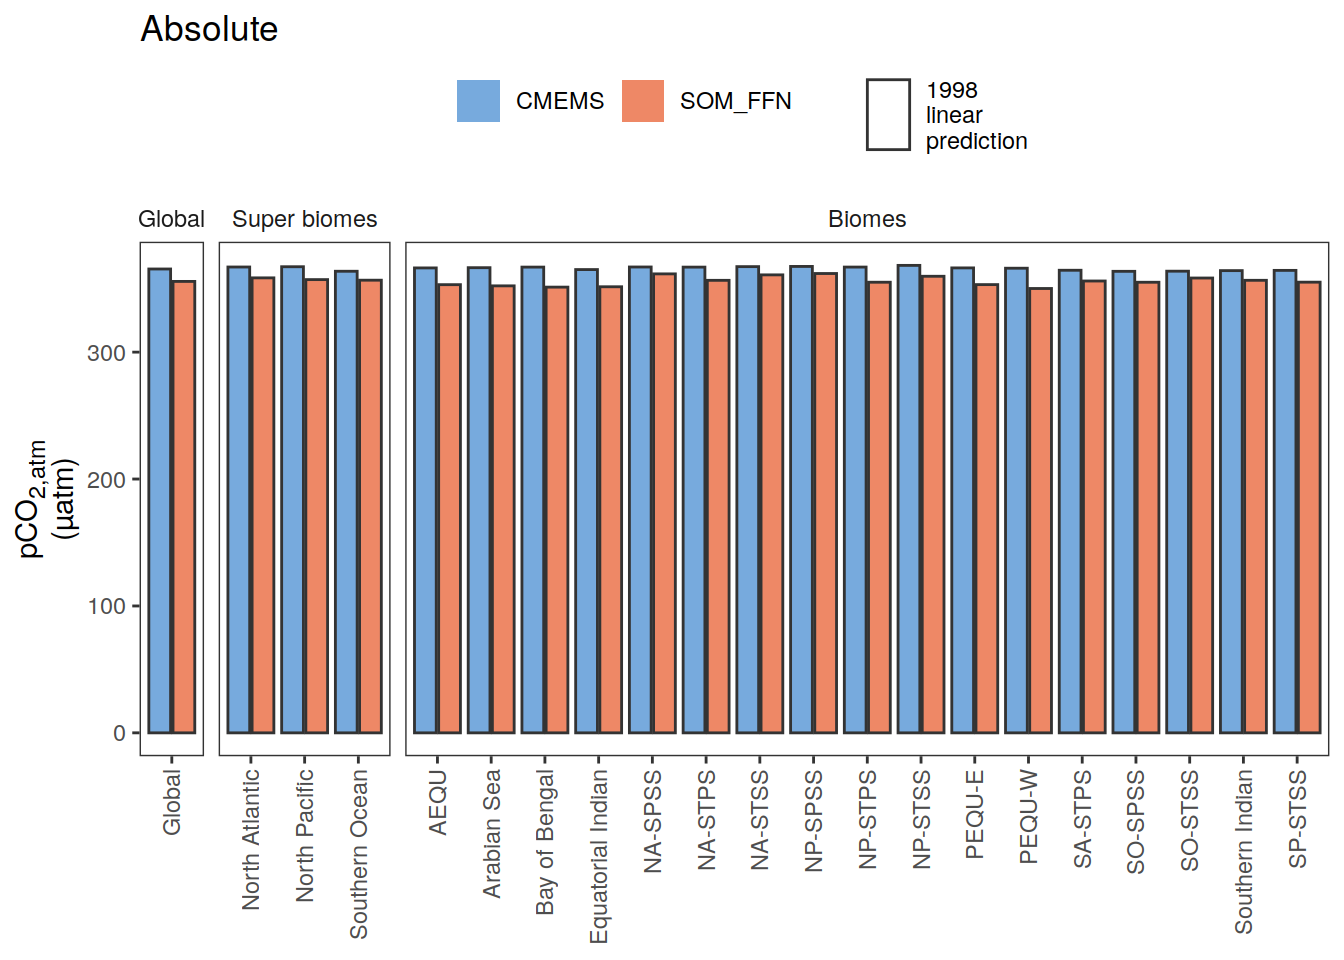 Absolute
CMEMS
SOM_FFN
1998
linear
prediction
Global
Super biomes
Biomes
pCO2,atm
(µatm)
300
200
100
0
Global
North Atlantic
North Pacific
Southern Ocean
AEQU
Arabian Sea
Bay of Bengal
Equatorial Indian
NA-SPSS
NA-STPS
NA-STSS
NP-SPSS
NP-STPS
NP-STSS
PEQU-E
PEQU-W
SA-STPS
SO-SPSS
SO-STSS
Southern Indian
SP-STSS